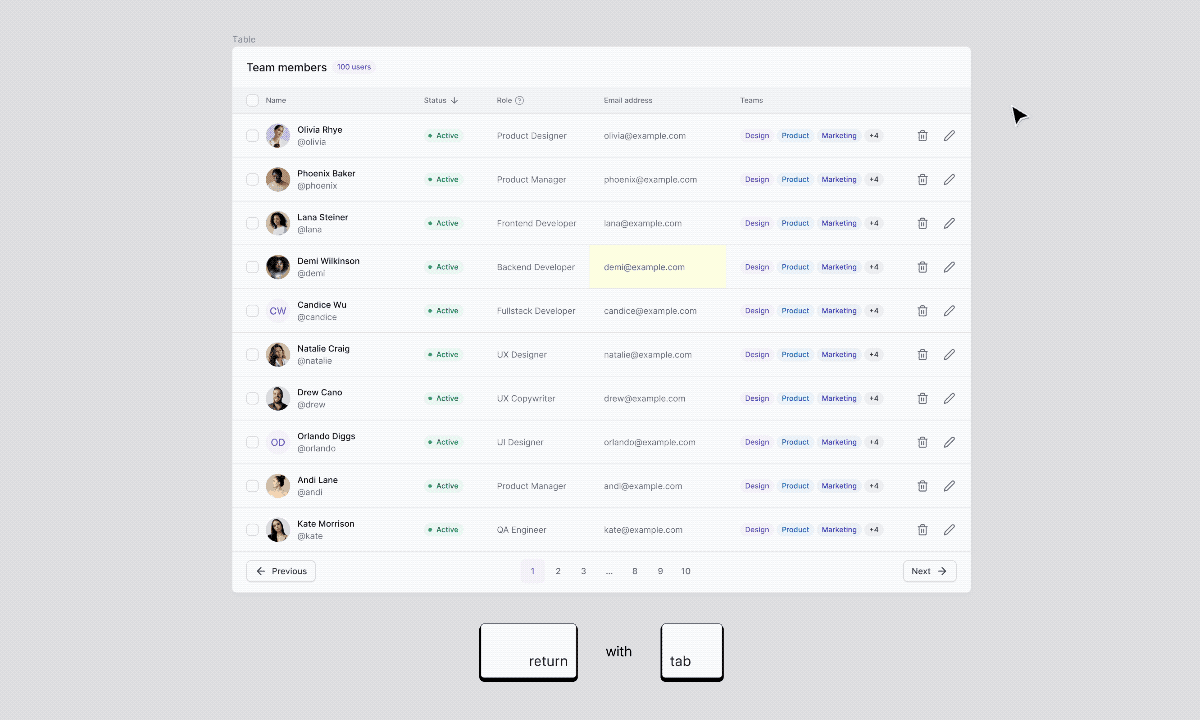 Table
Team members 100 users
Name Status Role ? Email address Teams
Olivia Rhye
@olivia
Active Product Designer olivia@example.com Design Product Marketing +4
Phoenix Baker
@phoenix
Active Product Manager phoenix@example.com Design Product Marketing +4
Lana Steiner
@lana
Active Frontend Developer lana@example.com Design Product Marketing +4
Demi Wilkinson
@demi
Active Backend Developer demi@example.com Design Product Marketing +4
CW
Candice Wu
@candice
Active Fullstack Developer candice@example.com Design Product Marketing +4
Natalie Craig
@natalie
Active UX Designer natalie@example.com Design Product Marketing +4
Drew Cano
@drew
Active UX Copywriter drew@example.com Design Product Marketing +4
OD
Orlando Diggs
@orlando
Active UI Designer orlando@example.com Design Product Marketing +4
Andi Lane
@andi
Active Product Manager andi@example.com Design Product Marketing +4
Kate Morrison
@kate
Active QA Engineer kate@example.com Design Product Marketing +4
Previous 1 2 3 ... 8 9 10 Next
return with tab